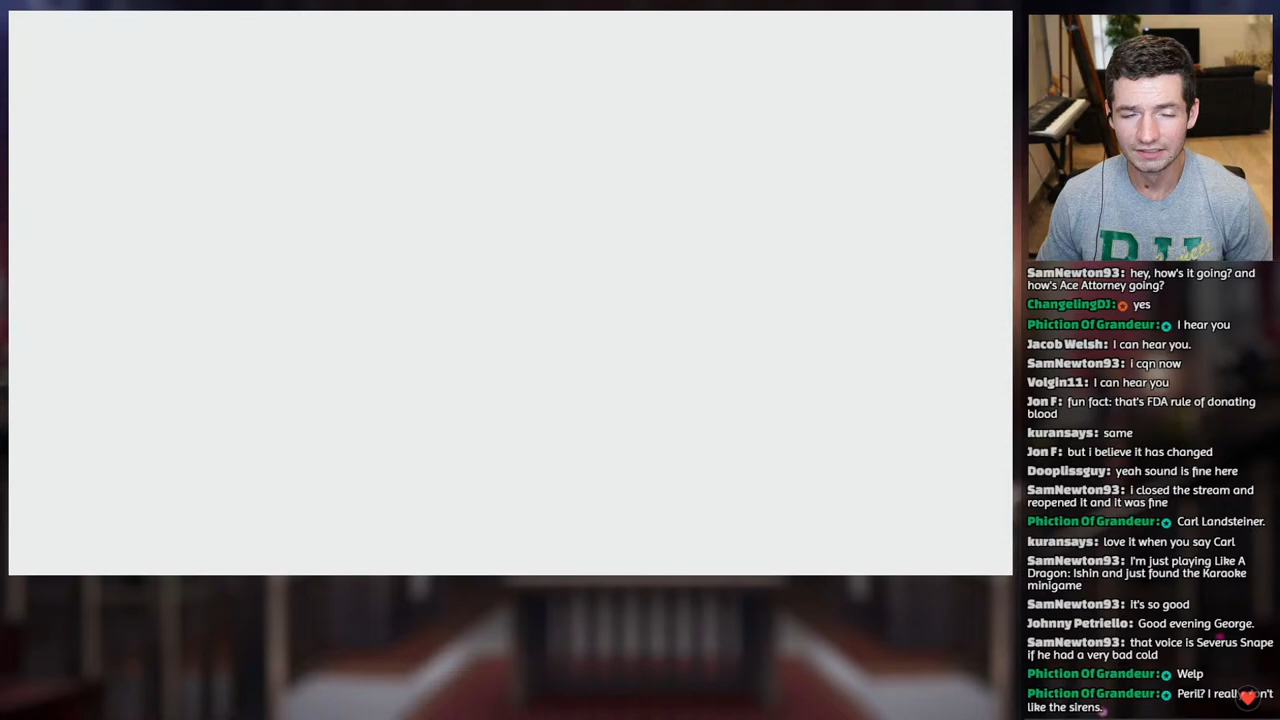 SamNewton93: hey, how's it going? and
how's Ace Attorney going?
ChangelingDJ: yes
Phiction Of Grandeur: I hear you
Jacob Welsh: I can hear you.
SamNewton93: i cqn now
Volgin11: I can hear you
Jon F: fun fact: that's FDA rule of donating
blood
kuransays: same
Jon F: but i believe it has changed
Dooplissguy: yeah sound is fine here
SamNewton93: i closed the stream and
reopened it and it was fine
Phiction Of Grandeur: Carl Landsteiner.
kuransays: love it when you say Carl
SamNewton93: I'm just playing Like A
Dragon: Ishin and just found the Karaoke
minigame
SamNewton93: it's so good
Johnny Petriello: Good evening George.
SamNewton93: that voice is Severus Snape
if he had a very bad cold
Phiction Of Grandeur: Welp
Phiction Of Grandeur: Peril? I really don't
like the sirens.